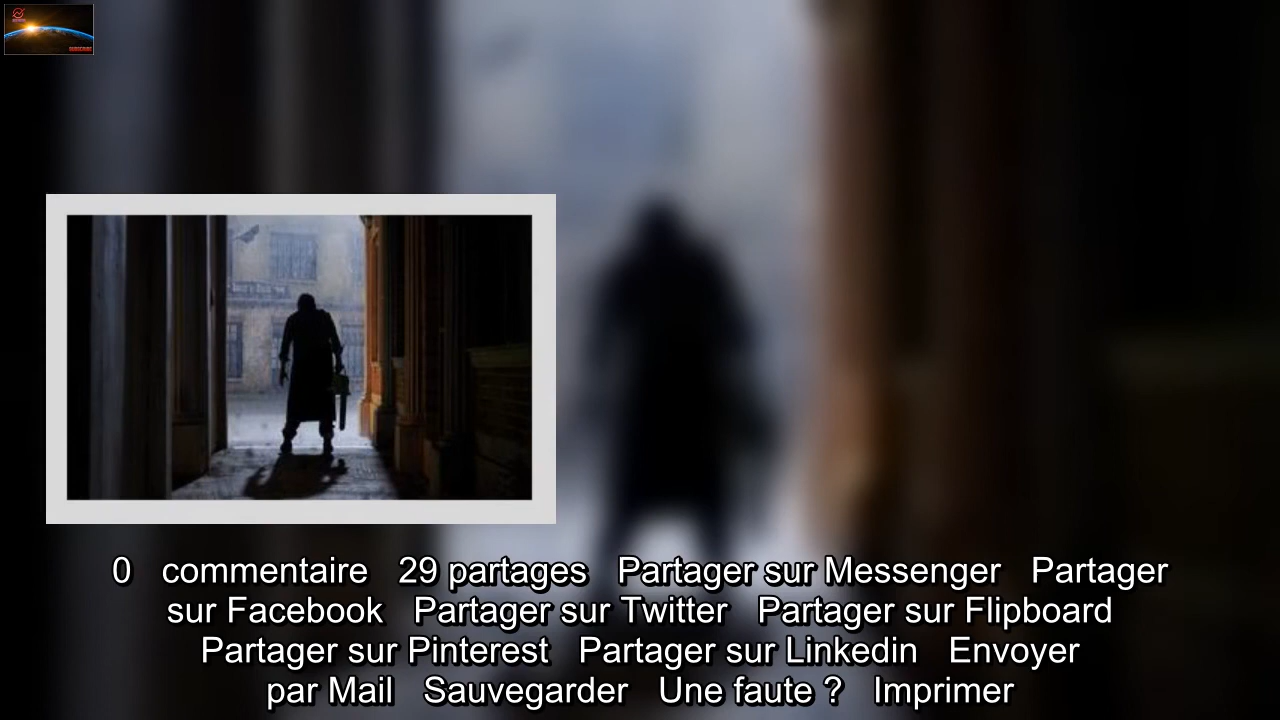 SUBSCRIBE
0 commentaire 29 partages Partager sur Messenger Partager
sur Facebook Partager sur Twitter Partager sur Flipboard
Partager sur Pinterest Partager sur Linkedin Envoyer
par Mail Sauvegarder Une faute ? Imprimer